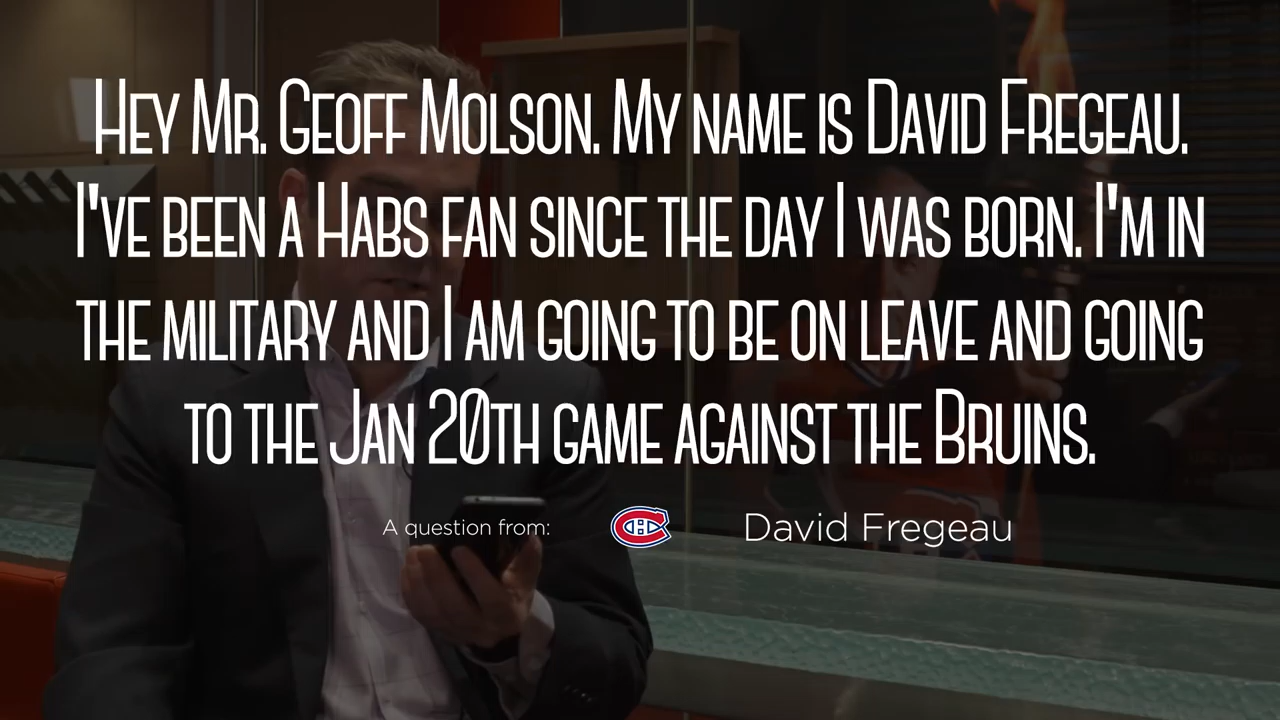 Hey Mr. Geoff Molson. My name is David Fregeau.
I've been a Habs fan since the day I was born. I'm in
the military and I am going to be on leave and going
to the Jan 20th game against the Bruins.
A question from: David Fregeau